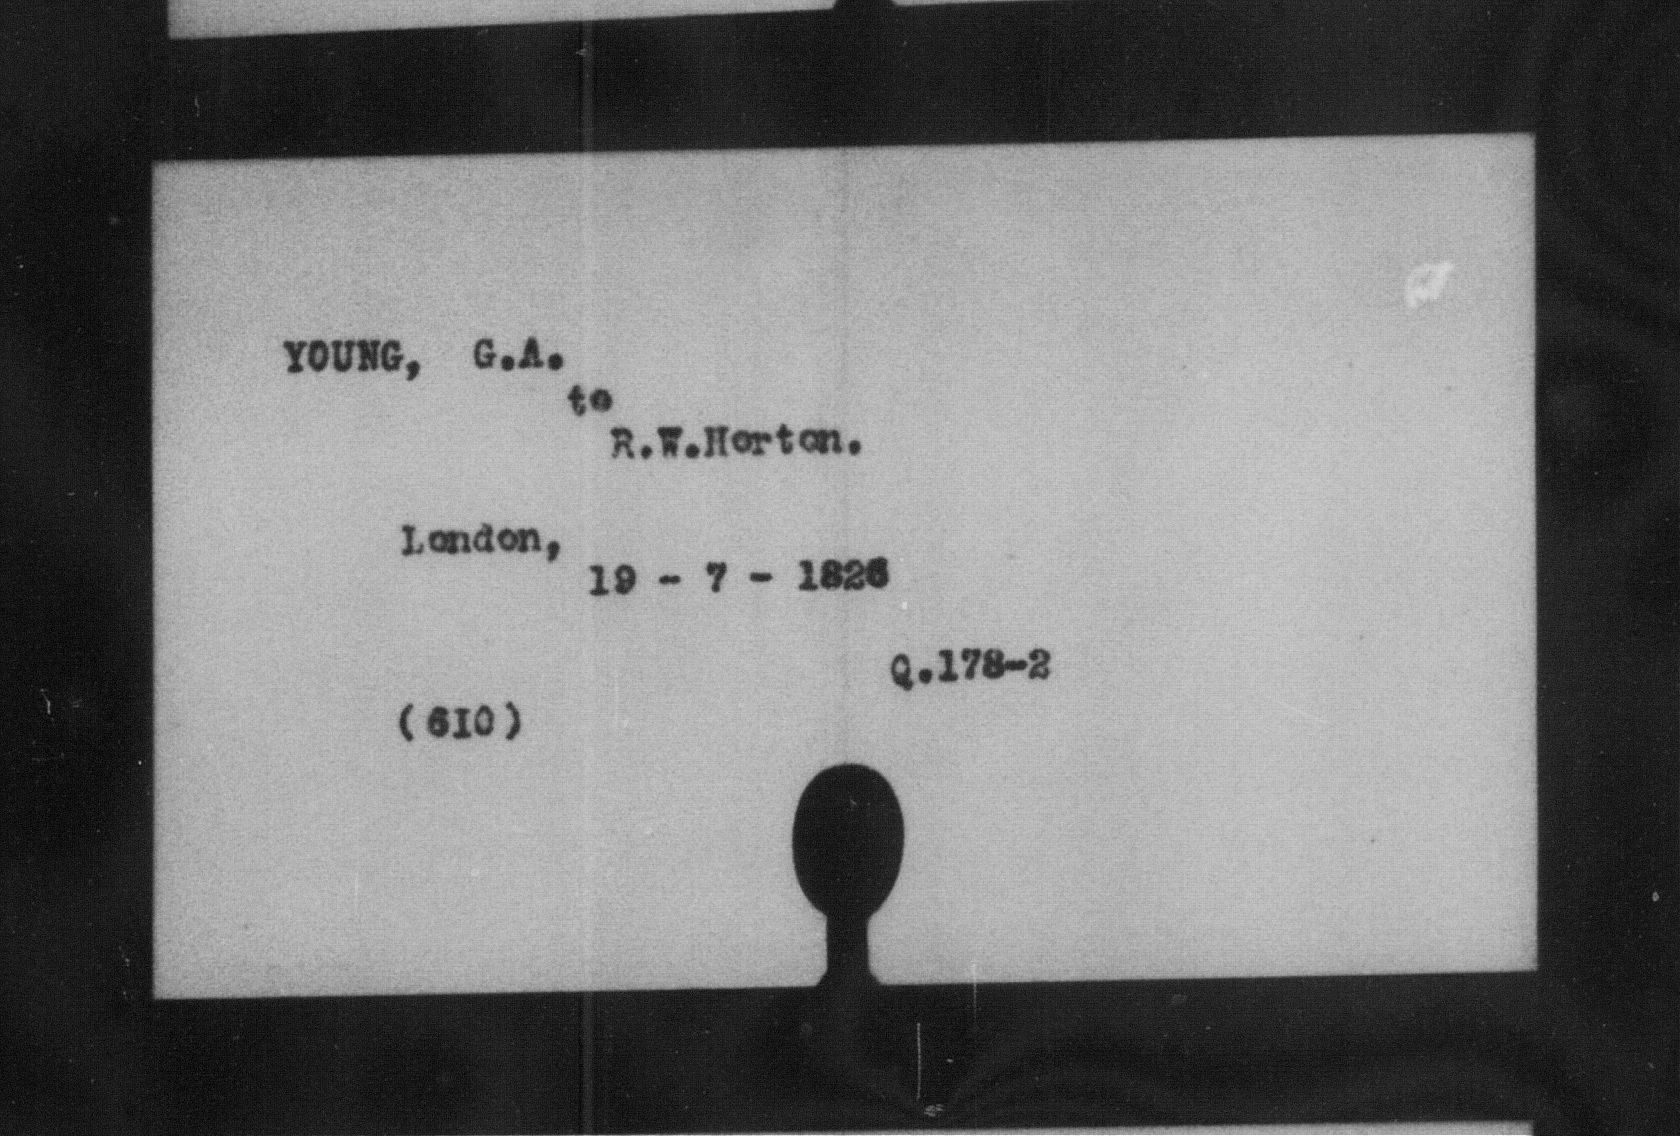 YOUNG, G.A.
to
R.W.Horton.
London,
19 - 7 - 1826
Q.178-2
(610)